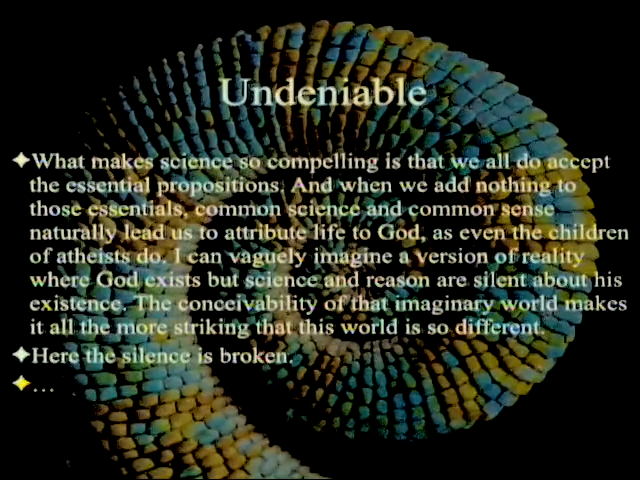 Undeniable
What makes science so compelling is that we all do accept
the essential propositions. And when we add nothing to
those essentials, common science and common sense
naturally lead us to attribute life to God, as even the children
of atheists do. I can vaguely imagine a version of reality
where God exists but science and reason are silent about his
existence. The conceivability of that imaginary world makes
it all the more striking that this world is so different.
Here the silence is broken.
…